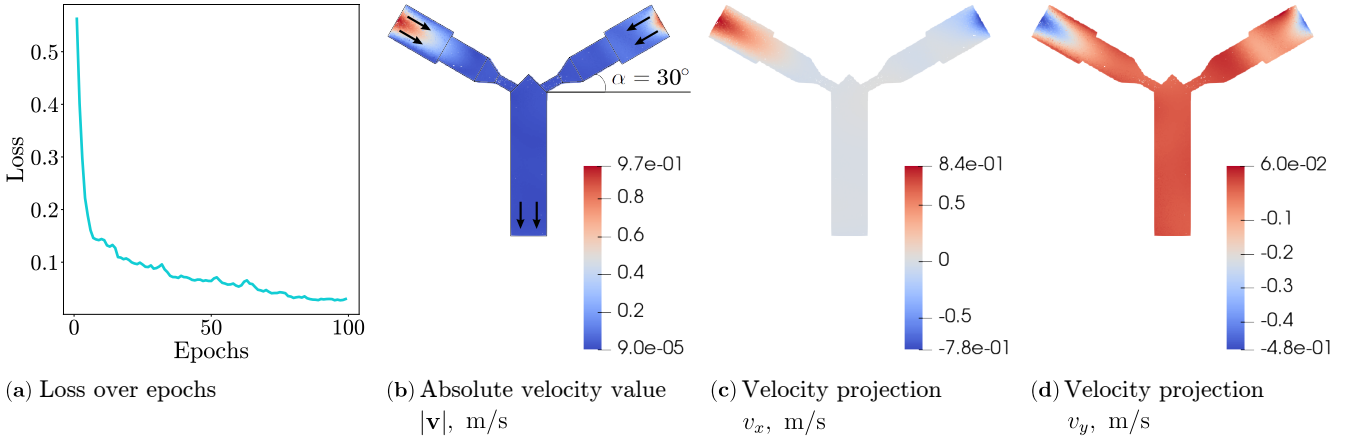 0.5
0.4
0.3
0.2
0.1
Loss
0
50
100
Epochs
(a) Loss over epochs
α = 30°
9.7e-01
0.8
0.6
0.4
0.2
9.0e-05
(b) Absolute velocity value
|v|, m/s
8.4e-01
0.5
0
-0.5
-7.8e-01
(c) Velocity projection
vₓ, m/s
6.0e-02
-0.1
-0.2
-0.3
-0.4
-4.8e-01
(d) Velocity projection
v_y, m/s